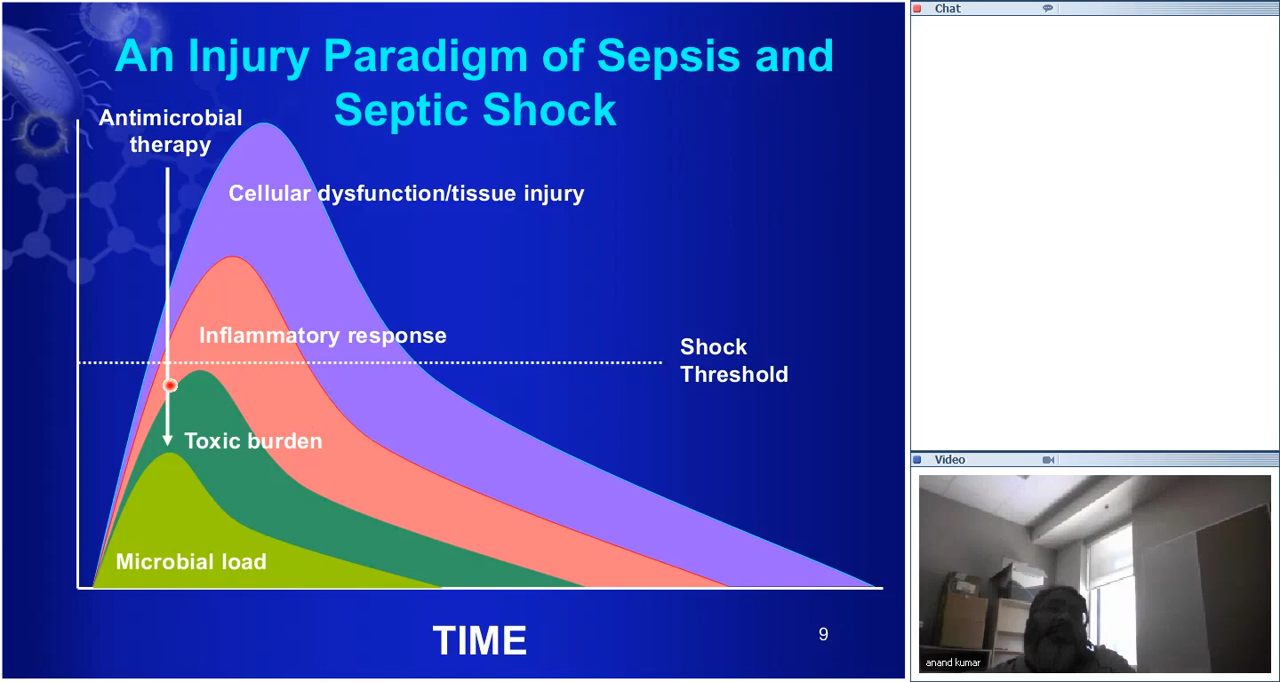 An Injury Paradigm of Sepsis and
Septic Shock
Antimicrobial
therapy
Cellular dysfunction/tissue injury
Inflammatory response
Shock
Threshold
Toxic burden
Microbial load
TIME
9
Chat
Video
anand kumar